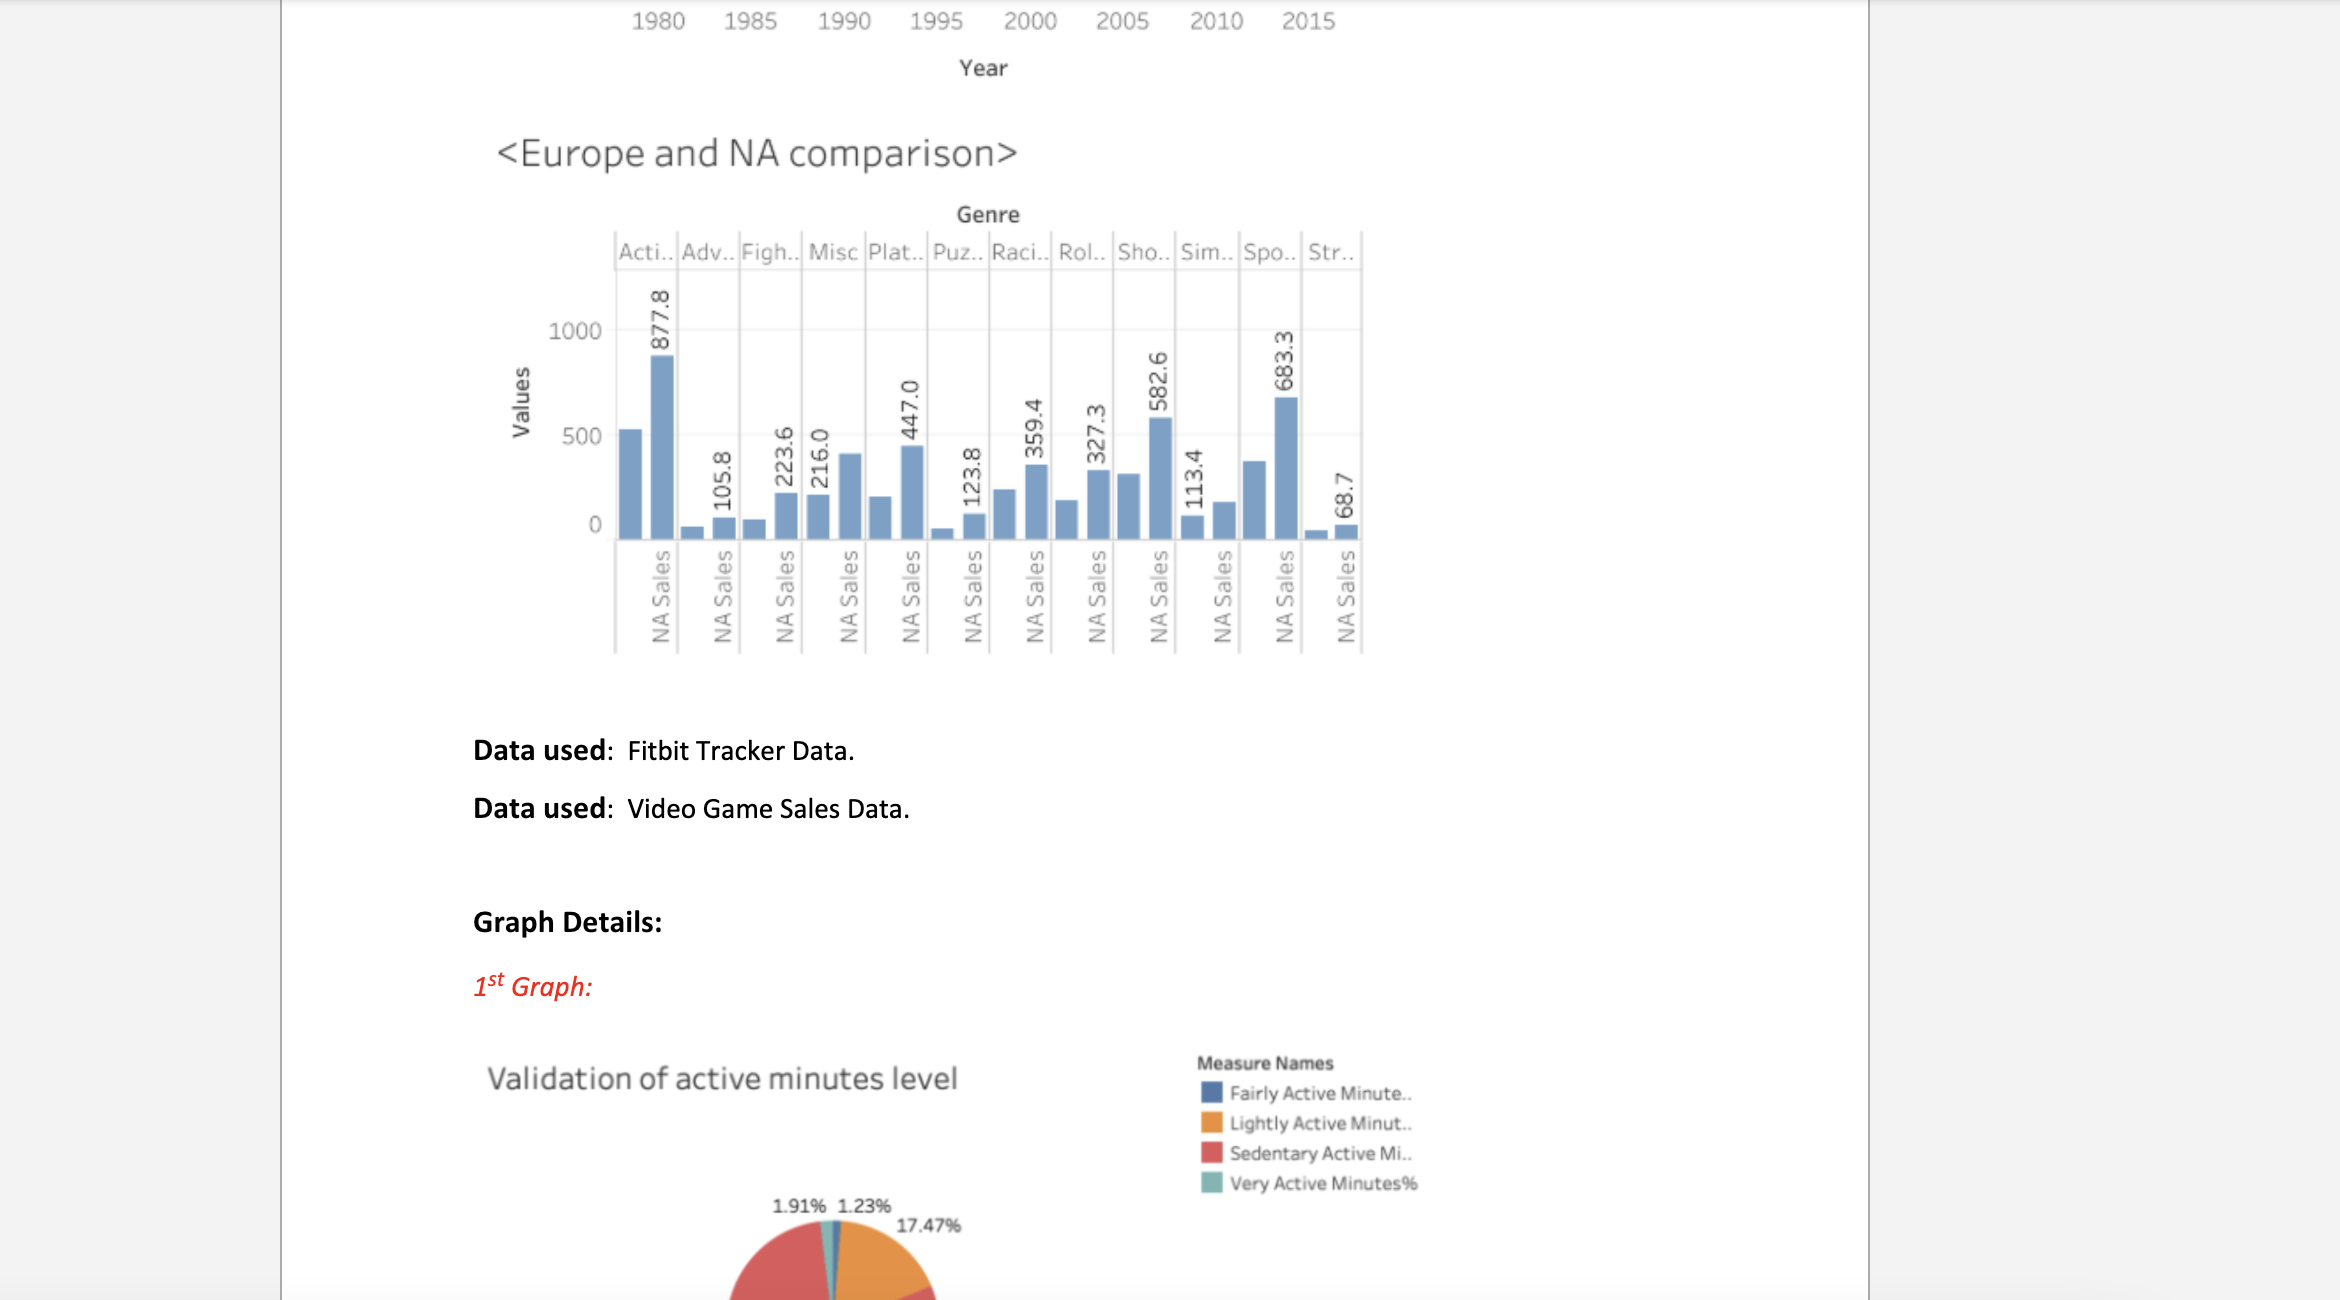 1980 1985 1990 1995 2000 2005 2010 2015
Year
<Europe and NA comparison>
Genre
Acti.. Adv.. Figh.. Misc Plat.. Puz.. Raci.. Rol.. Sho.. Sim.. Spo.. Str..
Values
1000
500
0
877.8
105.8
223.6
216.0
447.0
123.8
359.4
327.3
582.6
113.4
683.3
68.7
NA Sales NA Sales NA Sales NA Sales NA Sales NA Sales NA Sales NA Sales NA Sales NA Sales NA Sales NA Sales
Data used: Fitbit Tracker Data.
Data used: Video Game Sales Data.
Graph Details:
1st Graph:
Validation of active minutes level
Measure Names
Fairly Active Minute..
Lightly Active Minut..
Sedentary Active Mi..
Very Active Minutes%
1.91% 1.23%
17.47%